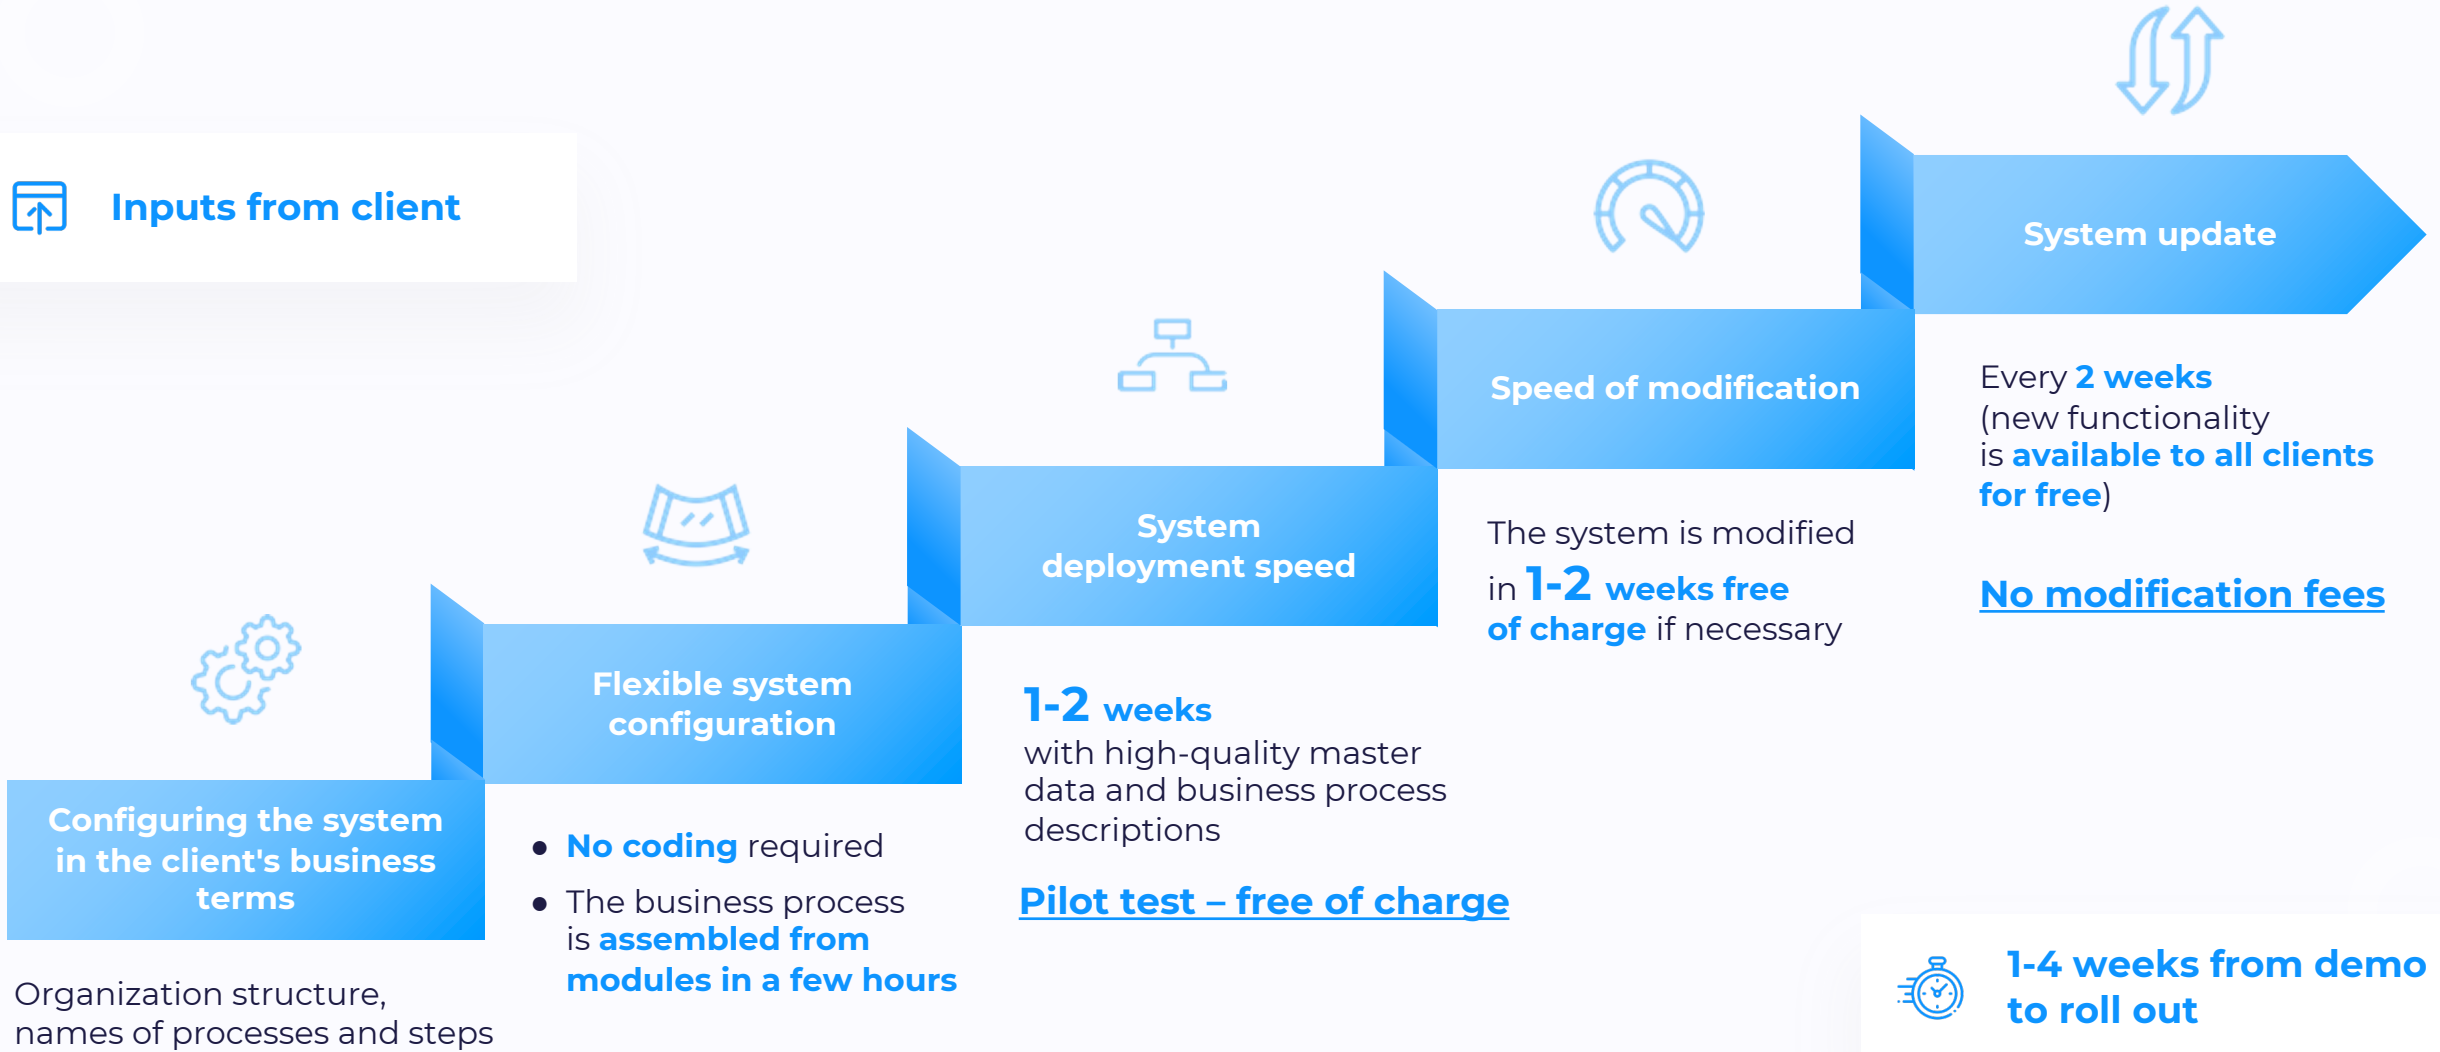 Inputs from client
Configuring the system
in the client's business
terms
Organization structure,
names of processes and steps
Flexible system
configuration
● No coding required
● The business process
is assembled from
modules in a few hours
System
deployment speed
1-2 weeks
with high-quality master
data and business process
descriptions
Pilot test – free of charge
Speed of modification
The system is modified
in 1-2 weeks free
of charge if necessary
System update
Every 2 weeks
(new functionality
is available to all clients
for free)
No modification fees
1-4 weeks from demo
to roll out